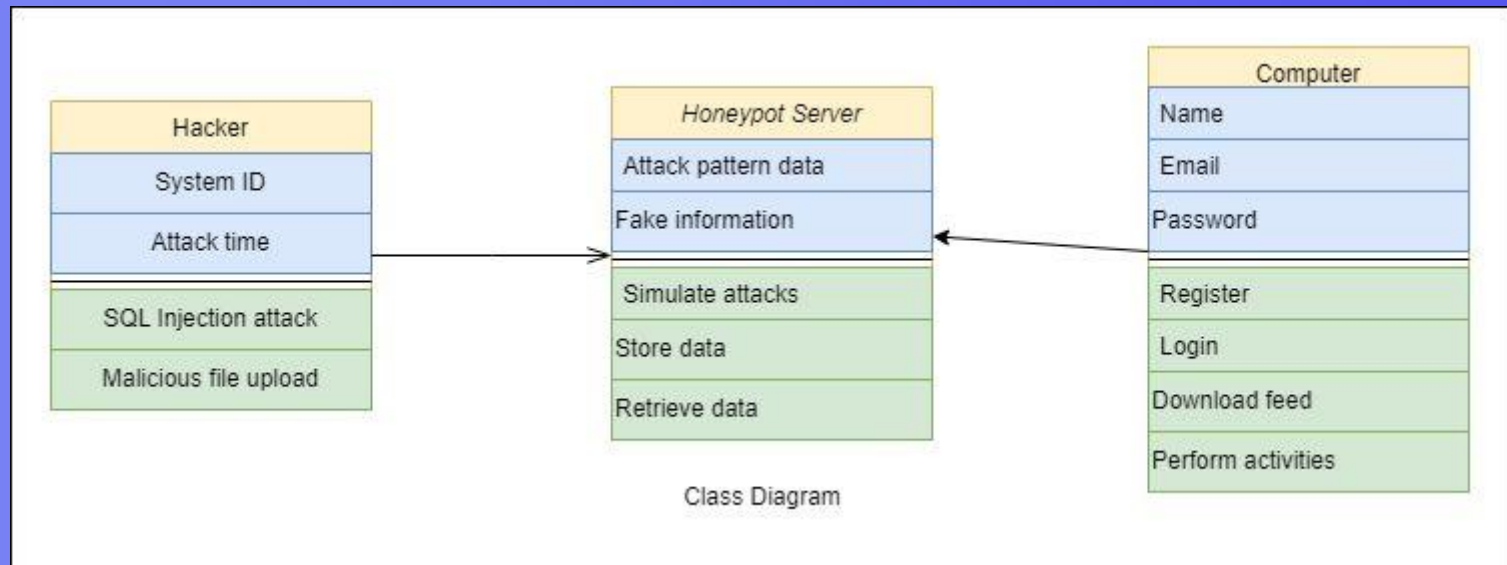 Hacker
System ID
Attack time
SQL Injection attack
Malicious file upload
Honeypot Server
Attack pattern data
Fake information
Simulate attacks
Store data
Retrieve data
Computer
Name
Email
Password
Register
Login
Download feed
Perform activities
Class Diagram